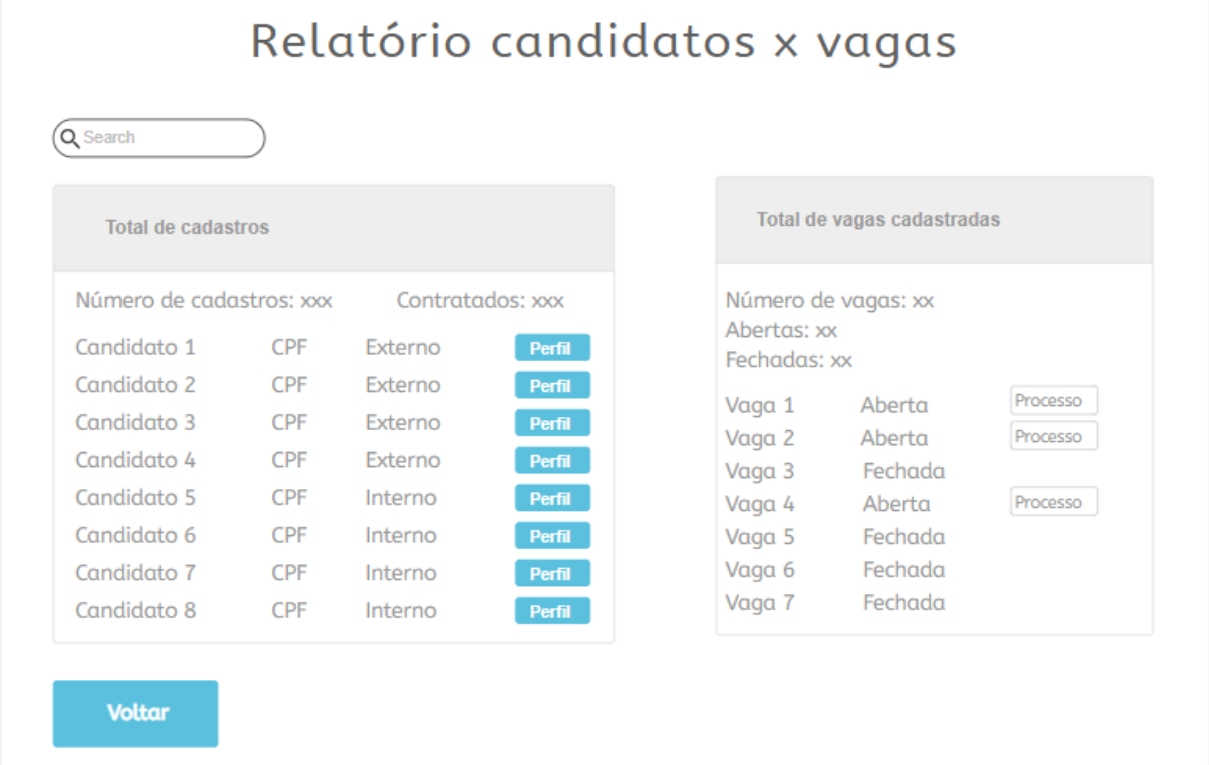 Relatório candidatos x vagas
Search
Total de cadastros
Número de cadastros: xxx Contratados: xxx
Candidato 1 CPF Externo Perfil
Candidato 2 CPF Externo Perfil
Candidato 3 CPF Externo Perfil
Candidato 4 CPF Externo Perfil
Candidato 5 CPF Interno Perfil
Candidato 6 CPF Interno Perfil
Candidato 7 CPF Interno Perfil
Candidato 8 CPF Interno Perfil
Total de vagas cadastradas
Número de vagas: xx
Abertas: xx
Fechadas: xx
Vaga 1 Aberta Processo
Vaga 2 Aberta Processo
Vaga 3 Fechada
Vaga 4 Aberta Processo
Vaga 5 Fechada
Vaga 6 Fechada
Vaga 7 Fechada
Voltar